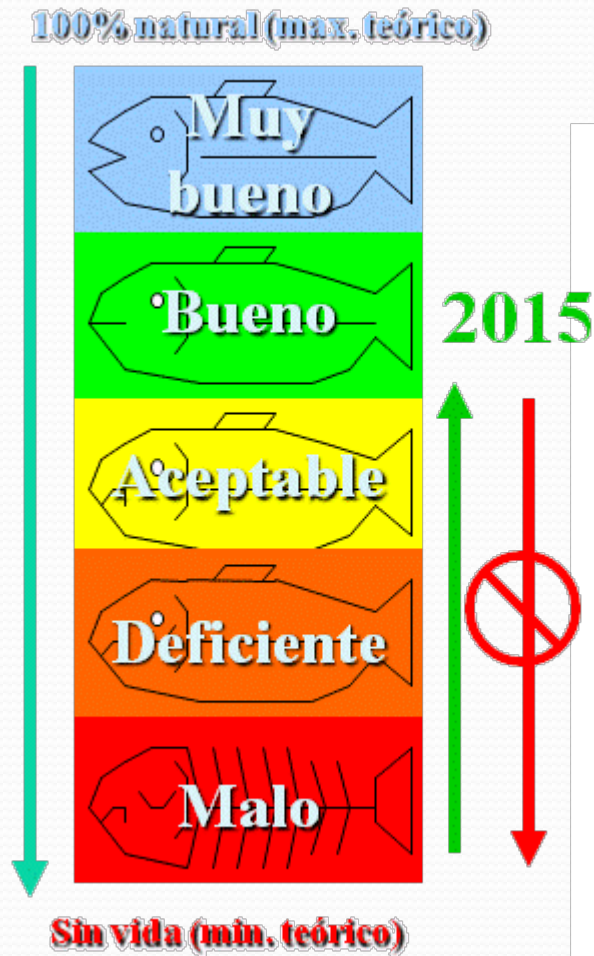 100% natural (max. teórico)
Muy
bueno
Bueno
2015
Aceptable
Deficiente
Malo
Sin vida (min. teórico)